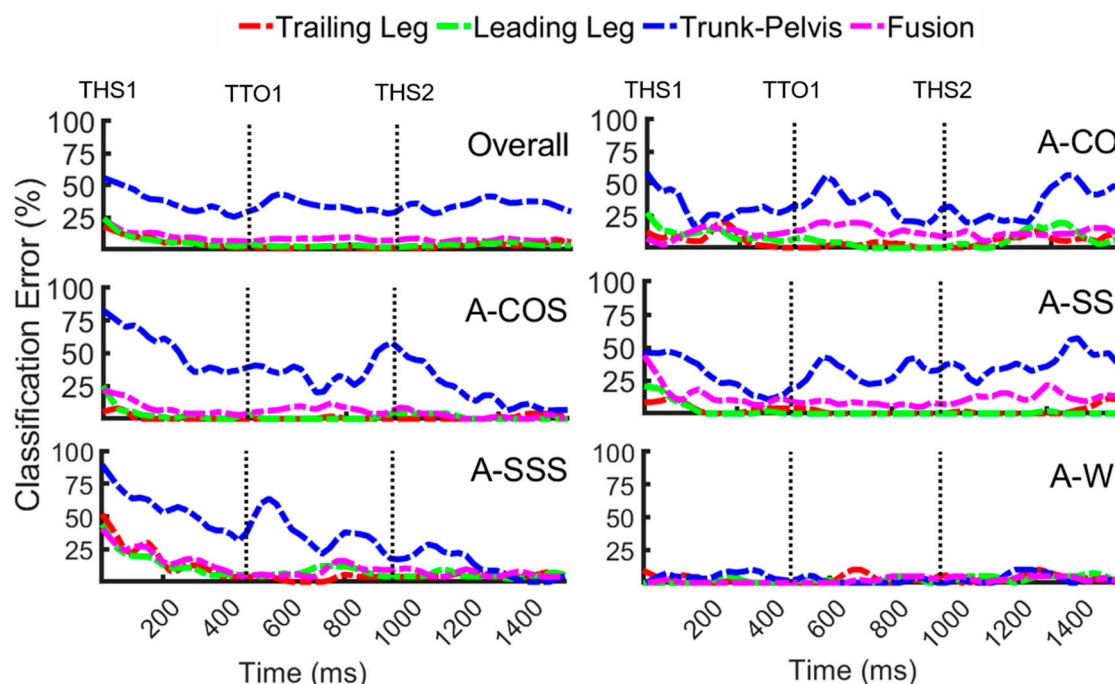 Trailing Leg Leading Leg Trunk-Pelvis Fusion
THS1 TTO1 THS2
THS1 TTO1 THS2
Classification Error (%)
100
75
50
25
Overall
100
75
50
25
A-CO
100
75
50
25
A-COS
100
75
50
25
A-SS
100
75
50
25
A-SSS
100
75
50
25
A-W
200 400 600 800 1000 1200 1400
200 400 600 800 1000 1200 1400
Time (ms)
Time (ms)